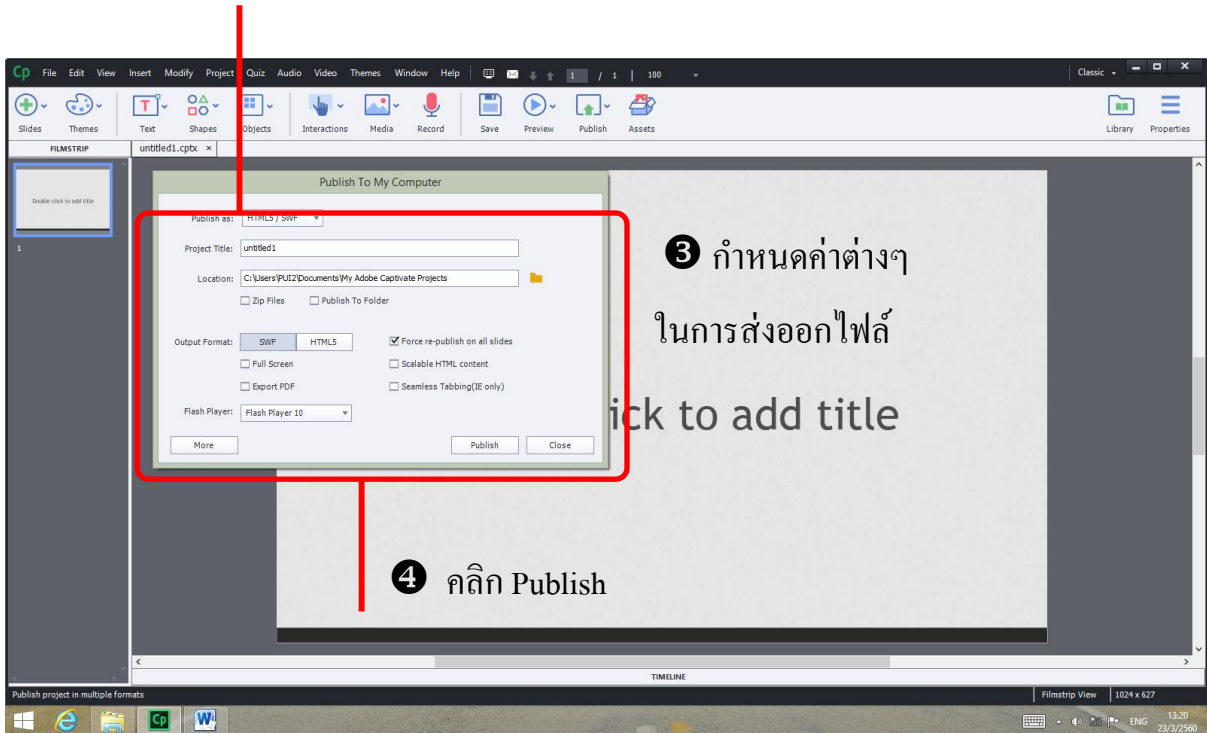 Cp File Edit View Insert Modify Project Quiz Audio Video Themes Window Help 1 / 1 100 Classic
Slides Themes Text Shapes Objects Interactions Media Record Save Preview Publish Assets Library Properties
FILMSTRIP untitled1.cptx ×
Publish To My Computer
Double click to add title
Publish as: HTML5 / SWF
1
Project Title: untitled1
❸ กำหนดค่าต่างๆ
Location: C:\Users\PUI2\Documents\My Adobe Captivate Projects
Zip Files Publish To Folder
ในการส่งออกไฟล์
Output Format: SWF HTML5 Force re-publish on all slides
Full Screen Scalable HTML content
Export PDF Seamless Tabbing(IE only)
Flash Player: Flash Player 10
ick to add title
More Publish Close
❹ คลิก Publish
TIMELINE
Publish project in multiple formats Filmstrip View 1024 x 627
Cp W ENG 13:20
23/3/2560